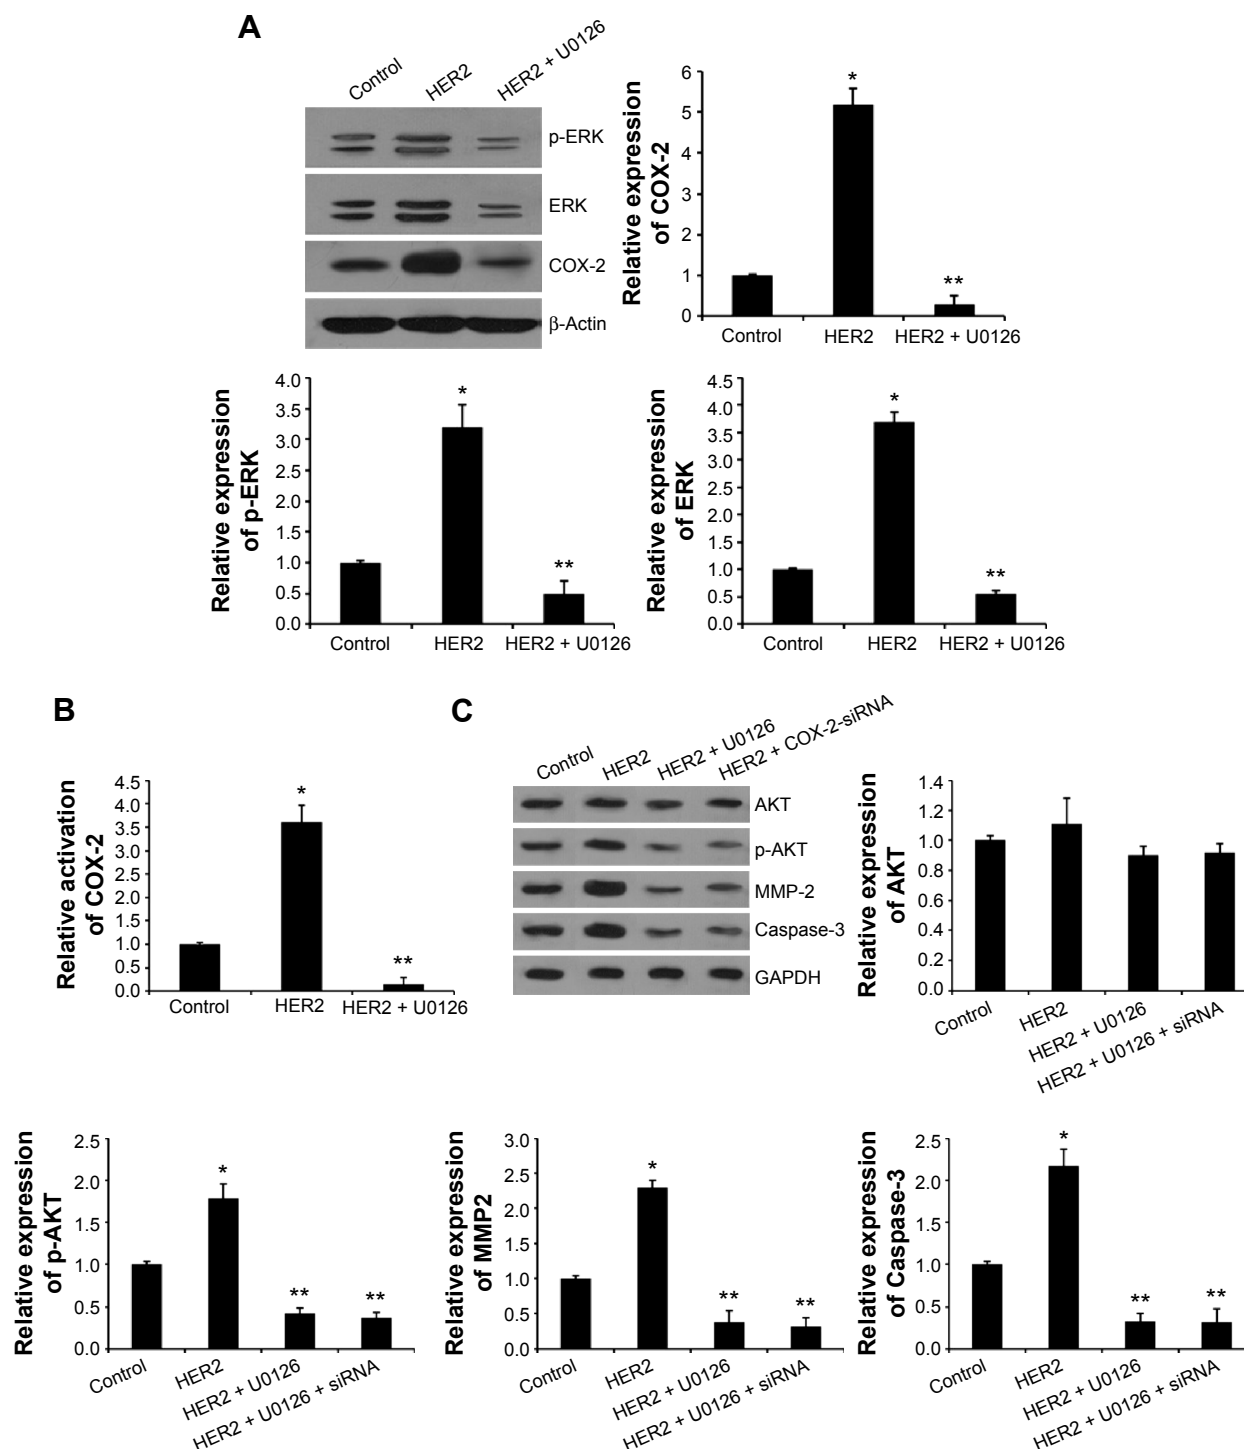 A
Control
HER2
HER2 + U0126
p-ERK
ERK
COX-2
β-Actin
Relative expression
of COX-2
6
5
4
3
2
1
0
*
**
Control
HER2
HER2 + U0126
Relative expression
of p-ERK
4.0
3.5
3.0
2.5
2.0
1.5
1.0
0.5
0.0
*
**
Control
HER2
HER2 + U0126
Relative expression
of ERK
4.5
4.0
3.5
3.0
2.5
2.0
1.5
1.0
0.5
0.0
*
**
Control
HER2
HER2 + U0126
B
Relative activation
of COX-2
4.5
4.0
3.5
3.0
2.5
2.0
1.5
1.0
0.5
0.0
*
**
Control
HER2
HER2 + U0126
C
Control
HER2
HER2 + U0126
HER2 + COX-2-siRNA
AKT
p-AKT
MMP-2
Caspase-3
GAPDH
Relative expression
of AKT
1.4
1.2
1.0
0.8
0.6
0.4
0.2
0.0
Control
HER2
HER2 + U0126
HER2 + U0126 + siRNA
Relative expression
of p-AKT
2.5
2.0
1.5
1.0
0.5
0.0
*
**
**
Control
HER2
HER2 + U0126
HER2 + U0126 + siRNA
Relative expression
of MMP2
3.0
2.5
2.0
1.5
1.0
0.5
0.0
*
**
**
Control
HER2
HER2 + U0126
HER2 + U0126 + siRNA
Relative expression
of Caspase-3
2.5
2.0
1.5
1.0
0.5
0.0
*
**
**
Control
HER2
HER2 + U0126
HER2 + U0126 + siRNA